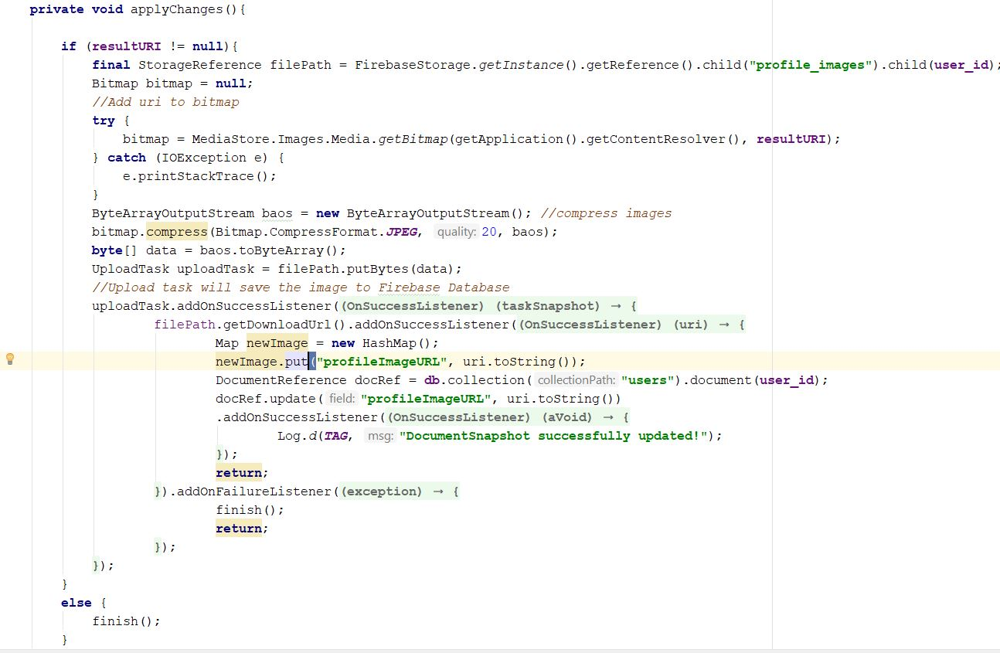 private void applyChanges(){
if (resultURI != null){
final StorageReference filePath = FirebaseStorage.getInstance().getReference().child("profile_images").child(user_id);
Bitmap bitmap = null;
//Add uri to bitmap
try {
bitmap = MediaStore.Images.Media.getBitmap(getApplication().getContentResolver(), resultURI);
} catch (IOException e) {
e.printStackTrace();
}
ByteArrayOutputStream baos = new ByteArrayOutputStream(); //compress images
bitmap.compress(Bitmap.CompressFormat.JPEG, quality: 20, baos);
byte[] data = baos.toByteArray();
UploadTask uploadTask = filePath.putBytes(data);
//Upload task will save the image to Firebase Database
uploadTask.addOnSuccessListener((OnSuccessListener) (taskSnapshot) → {
filePath.getDownloadUrl().addOnSuccessListener((OnSuccessListener) (uri) → {
Map newImage = new HashMap();
newImage.put("profileImageURL", uri.toString());
DocumentReference docRef = db.collection( collectionPath: "users").document(user_id);
docRef.update( field: "profileImageURL", uri.toString())
.addOnSuccessListener((OnSuccessListener) (aVoid) → {
Log.d(TAG, msg: "DocumentSnapshot successfully updated!");
});
return;
}).addOnFailureListener((exception) → {
finish();
return;
});
});
}
else {
finish();
}